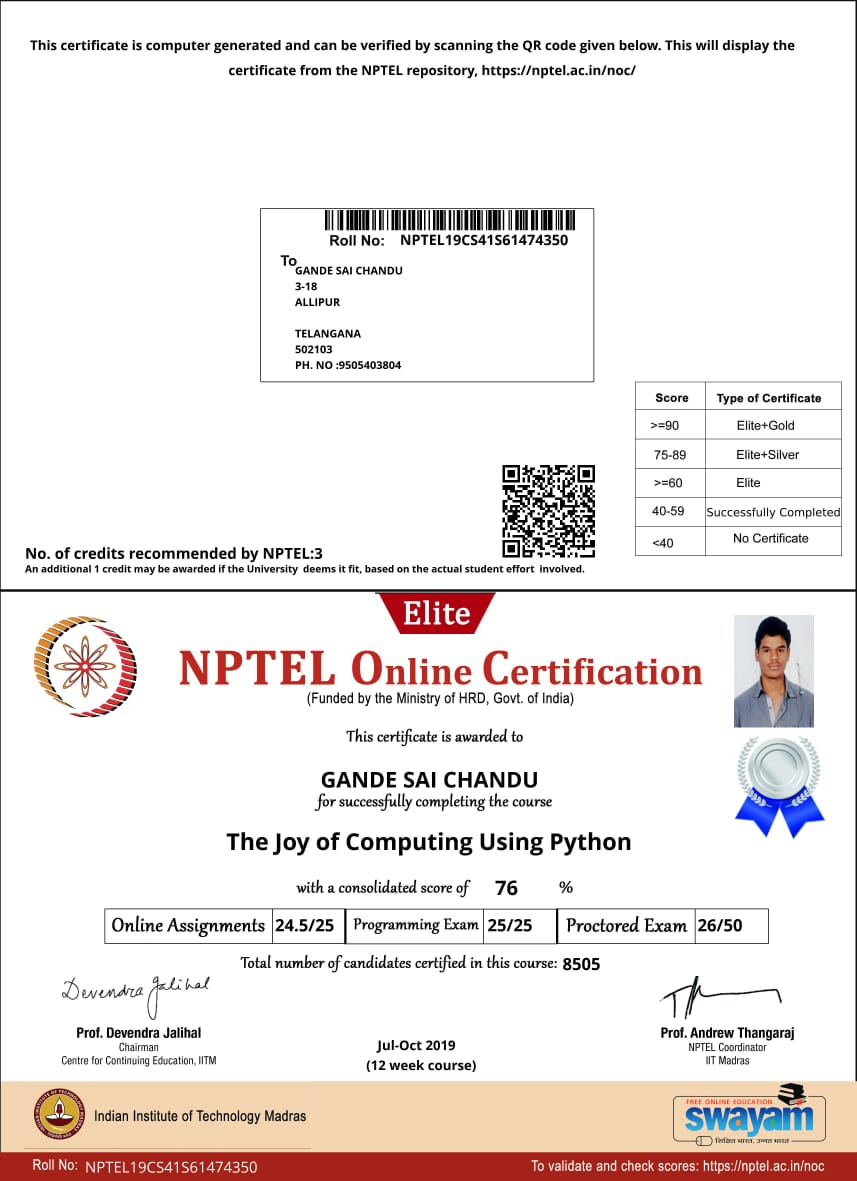 This certificate is computer generated and can be verified by scanning the QR code given below. This will display the
certificate from the NPTEL repository, https://nptel.ac.in/noc/
Roll No: NPTEL19CS41S61474350
To
GANDE SAI CHANDU
3-18
ALLIPUR
TELANGANA
502103
PH. NO :9505403804
Score Type of Certificate
>=90 Elite+Gold
75-89 Elite+Silver
>=60 Elite
40-59 Successfully Completed
<40 No Certificate
No. of credits recommended by NPTEL:3
An additional 1 credit may be awarded if the University deems it fit, based on the actual student effort involved.
Elite
NPTEL Online Certification
(Funded by the Ministry of HRD, Govt. of India)
This certificate is awarded to
GANDE SAI CHANDU
for successfully completing the course
The Joy of Computing Using Python
with a consolidated score of 76 %
Online Assignments 24.5/25 Programming Exam 25/25 Proctored Exam 26/50
Total number of candidates certified in this course: 8505
Devendra Jalihal
Prof. Devendra Jalihal
Chairman
Centre for Continuing Education, IITM
Jul-Oct 2019
(12 week course)
Prof. Andrew Thangaraj
NPTEL Coordinator
IIT Madras
Indian Institute of Technology Madras
FREE ONLINE EDUCATION
swayam
शिक्षित भारत, उन्नत भारत
Roll No: NPTEL19CS41S61474350
To validate and check scores: https://nptel.ac.in/noc